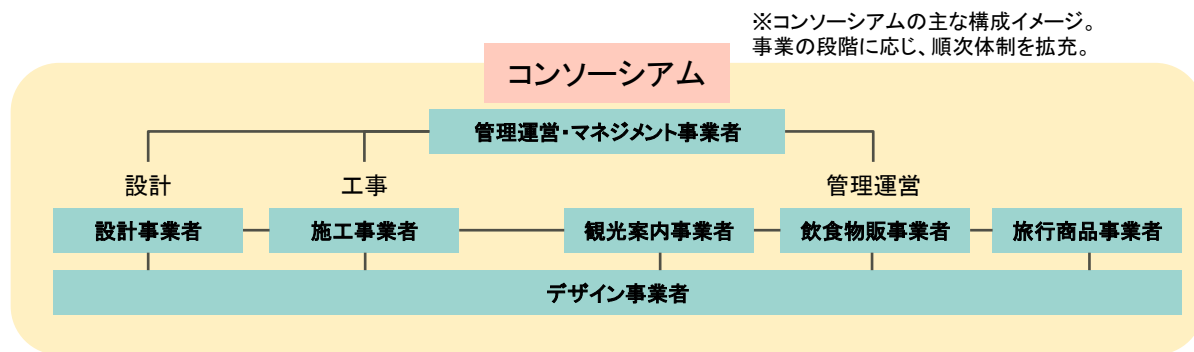 ※コンソーシアムの主な構成イメージ。
事業の段階に応じ、順次体制を拡充。
コンソーシアム
管理運営・マネジメント事業者
設計
工事
管理運営
設計事業者
施工事業者
観光案内事業者
飲食物販事業者
旅行商品事業者
デザイン事業者